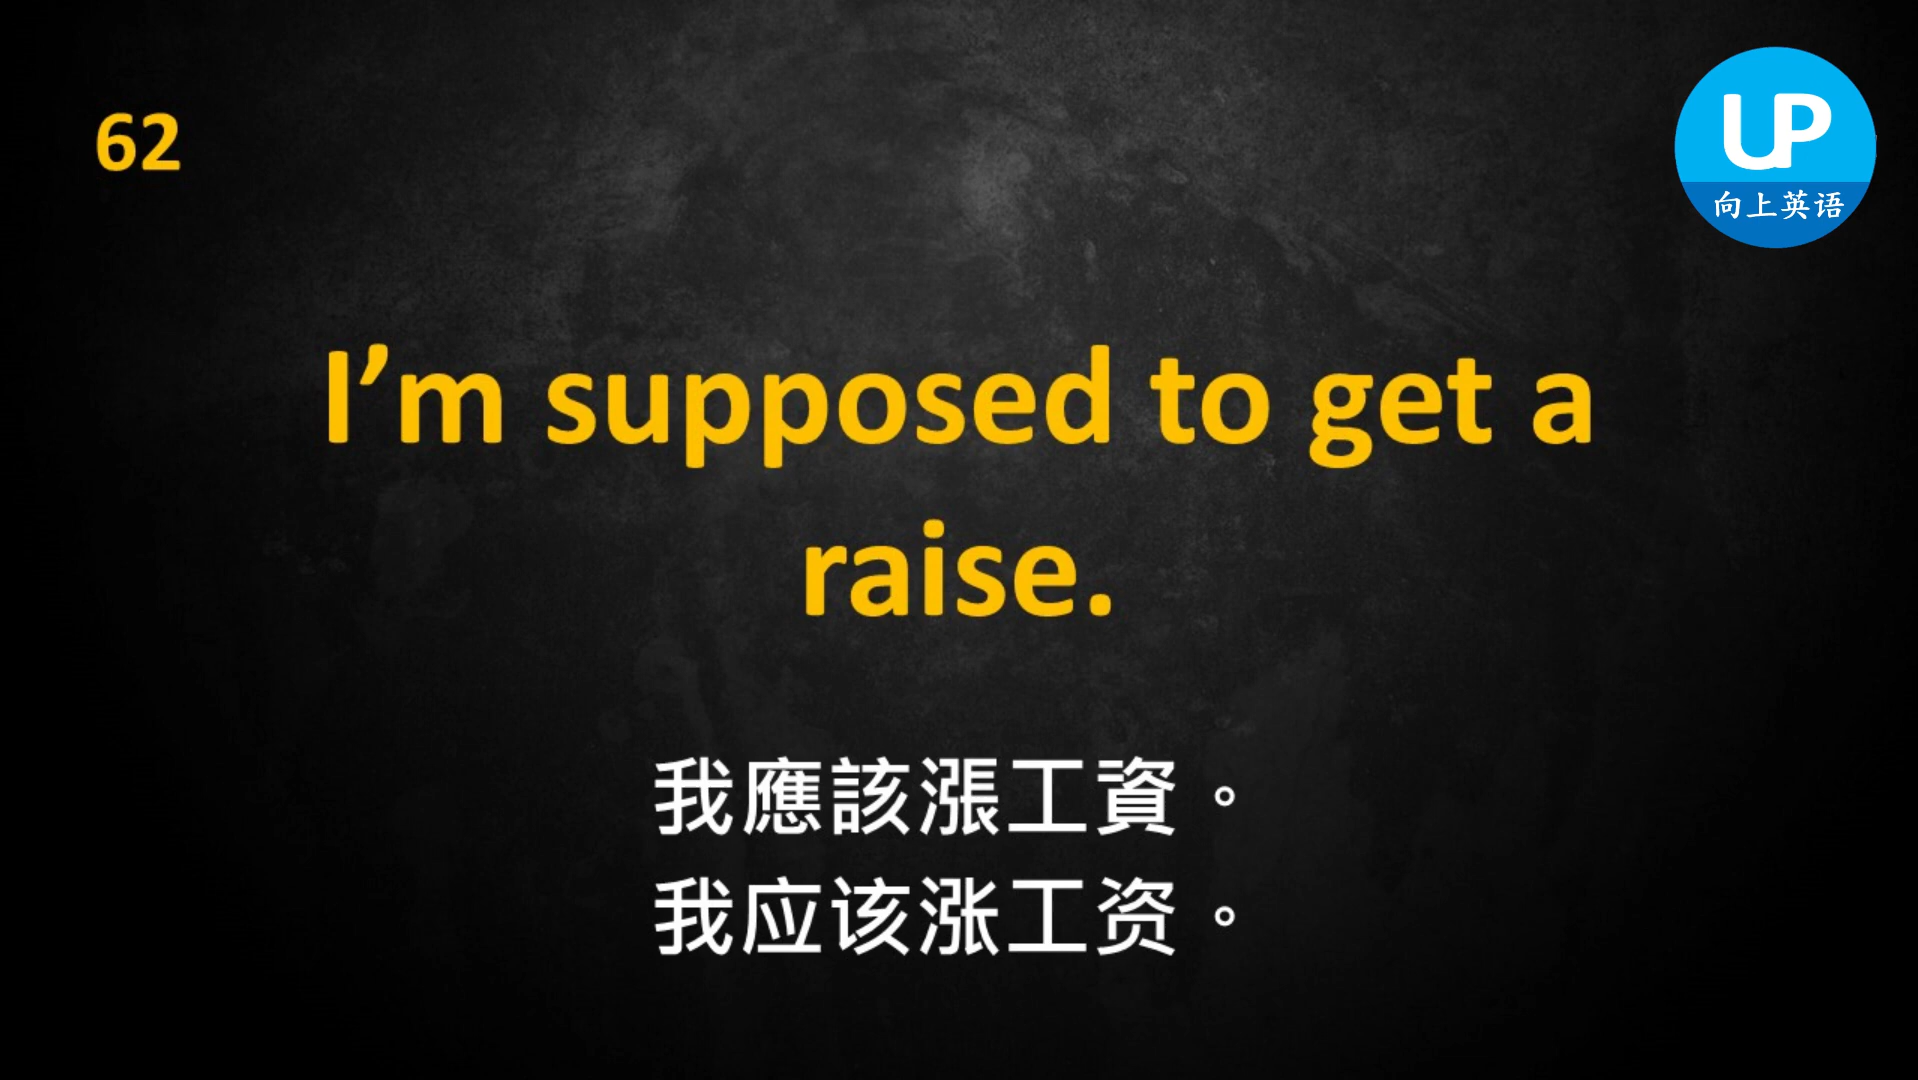 62
UP
向上英语
I’m supposed to get a
raise.
我應該漲工資。
我应该涨工资。